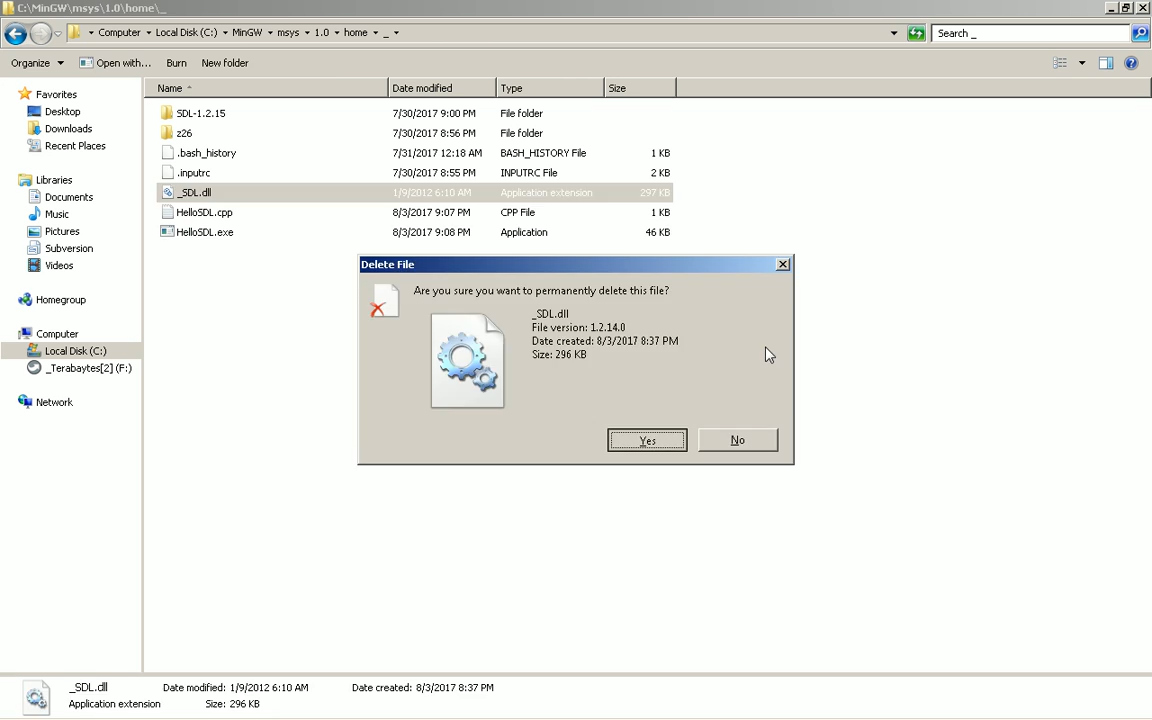 C:\MinGW\msys\1.0\home\_
Computer Local Disk (C:) MinGW msys 1.0 home _ Search _
Organize Open with... Burn New folder
Name Date modified Type Size
Favorites
Desktop
Downloads
Recent Places
Libraries
Documents
Music
Pictures
Subversion
Videos
Homegroup
Computer
Local Disk (C:)
_Terabaytes[2] (F:)
Network
SDL-1.2.15 7/30/2017 9:00 PM File folder
z26 7/30/2017 8:56 PM File folder
.bash_history 7/31/2017 12:18 AM BASH_HISTORY File 1 KB
.inputrc 7/30/2017 8:55 PM INPUTRC File 2 KB
_SDL.dll 1/9/2012 6:10 AM Application extension 297 KB
HelloSDL.cpp 8/3/2017 9:07 PM CPP File 1 KB
HelloSDL.exe 8/3/2017 9:08 PM Application 46 KB
Delete File
Are you sure you want to permanently delete this file?
_SDL.dll
File version: 1.2.14.0
Date created: 8/3/2017 8:37 PM
Size: 296 KB
Yes No
_SDL.dll Date modified: 1/9/2012 6:10 AM Date created: 8/3/2017 8:37 PM
Application extension Size: 296 KB